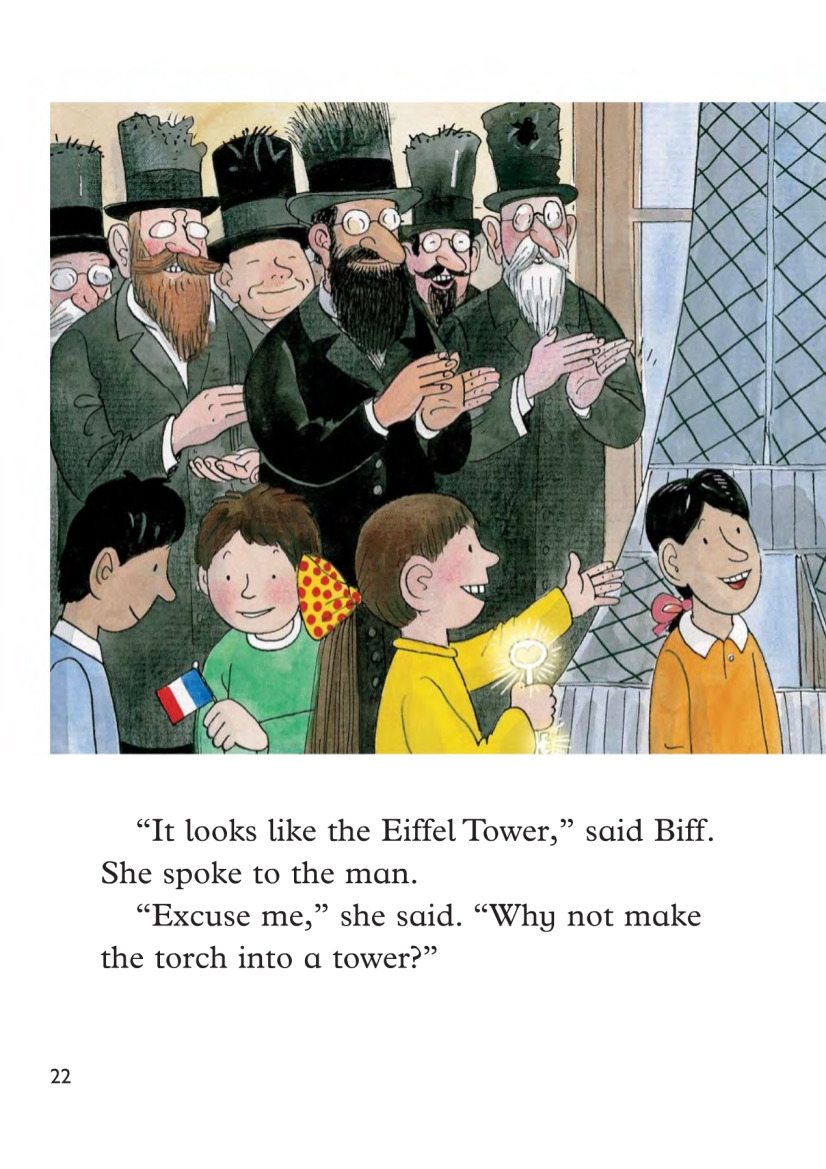 “It looks like the Eiffel Tower,” said Biff.
She spoke to the man.
“Excuse me,” she said. “Why not make
the torch into a tower?”
22